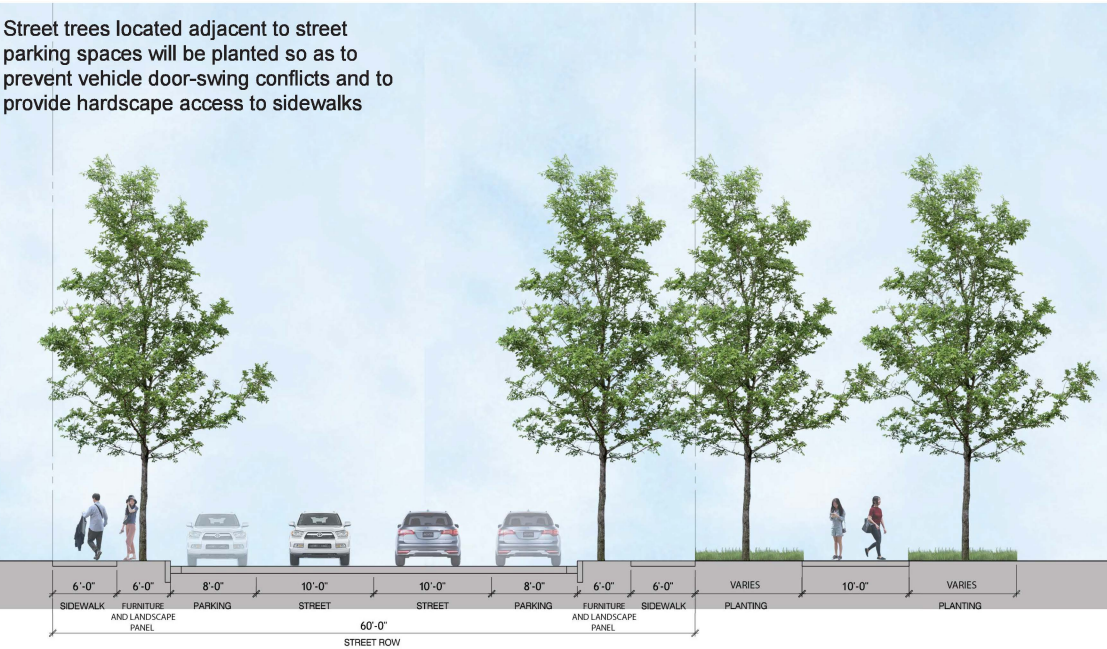 Street trees located adjacent to street
parking spaces will be planted so as to
prevent vehicle door-swing conflicts and to
provide hardscape access to sidewalks
6'-0" 6'-0" 8'-0" 10'-0" 10'-0" 8'-0" 6'-0" 6'-0" VARIES 10'-0" VARIES
SIDEWALK FURNITURE PARKING STREET STREET PARKING FURNITURE SIDEWALK PLANTING PLANTING
AND LANDSCAPE AND LANDSCAPE
PANEL PANEL
60'-0"
STREET ROW